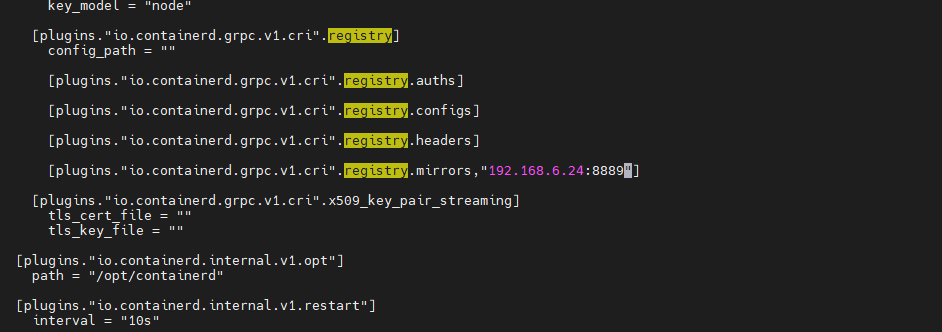 key_model = "node"
[plugins."io.containerd.grpc.v1.cri".registry]
config_path = ""
[plugins."io.containerd.grpc.v1.cri".registry.auths]
[plugins."io.containerd.grpc.v1.cri".registry.configs]
[plugins."io.containerd.grpc.v1.cri".registry.headers]
[plugins."io.containerd.grpc.v1.cri".registry.mirrors,"192.168.6.24:8889"]
[plugins."io.containerd.grpc.v1.cri".x509_key_pair_streaming]
tls_cert_file = ""
tls_key_file = ""
[plugins."io.containerd.internal.v1.opt"]
path = "/opt/containerd"
[plugins."io.containerd.internal.v1.restart"]
interval = "10s"